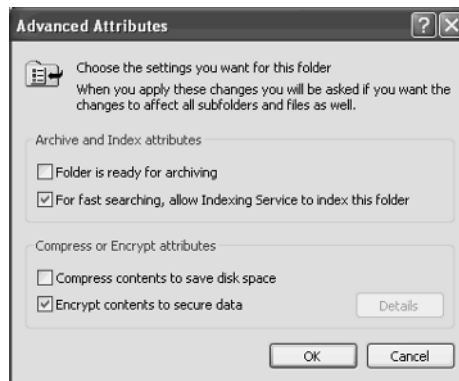 Advanced Attributes
Choose the settings you want for this folder
When you apply these changes you will be asked if you want the
changes to affect all subfolders and files as well.
Archive and Index attributes
Folder is ready for archiving
For fast searching, allow Indexing Service to index this folder
Compress or Encrypt attributes
Compress contents to save disk space
Encrypt contents to secure data
Details
OK
Cancel